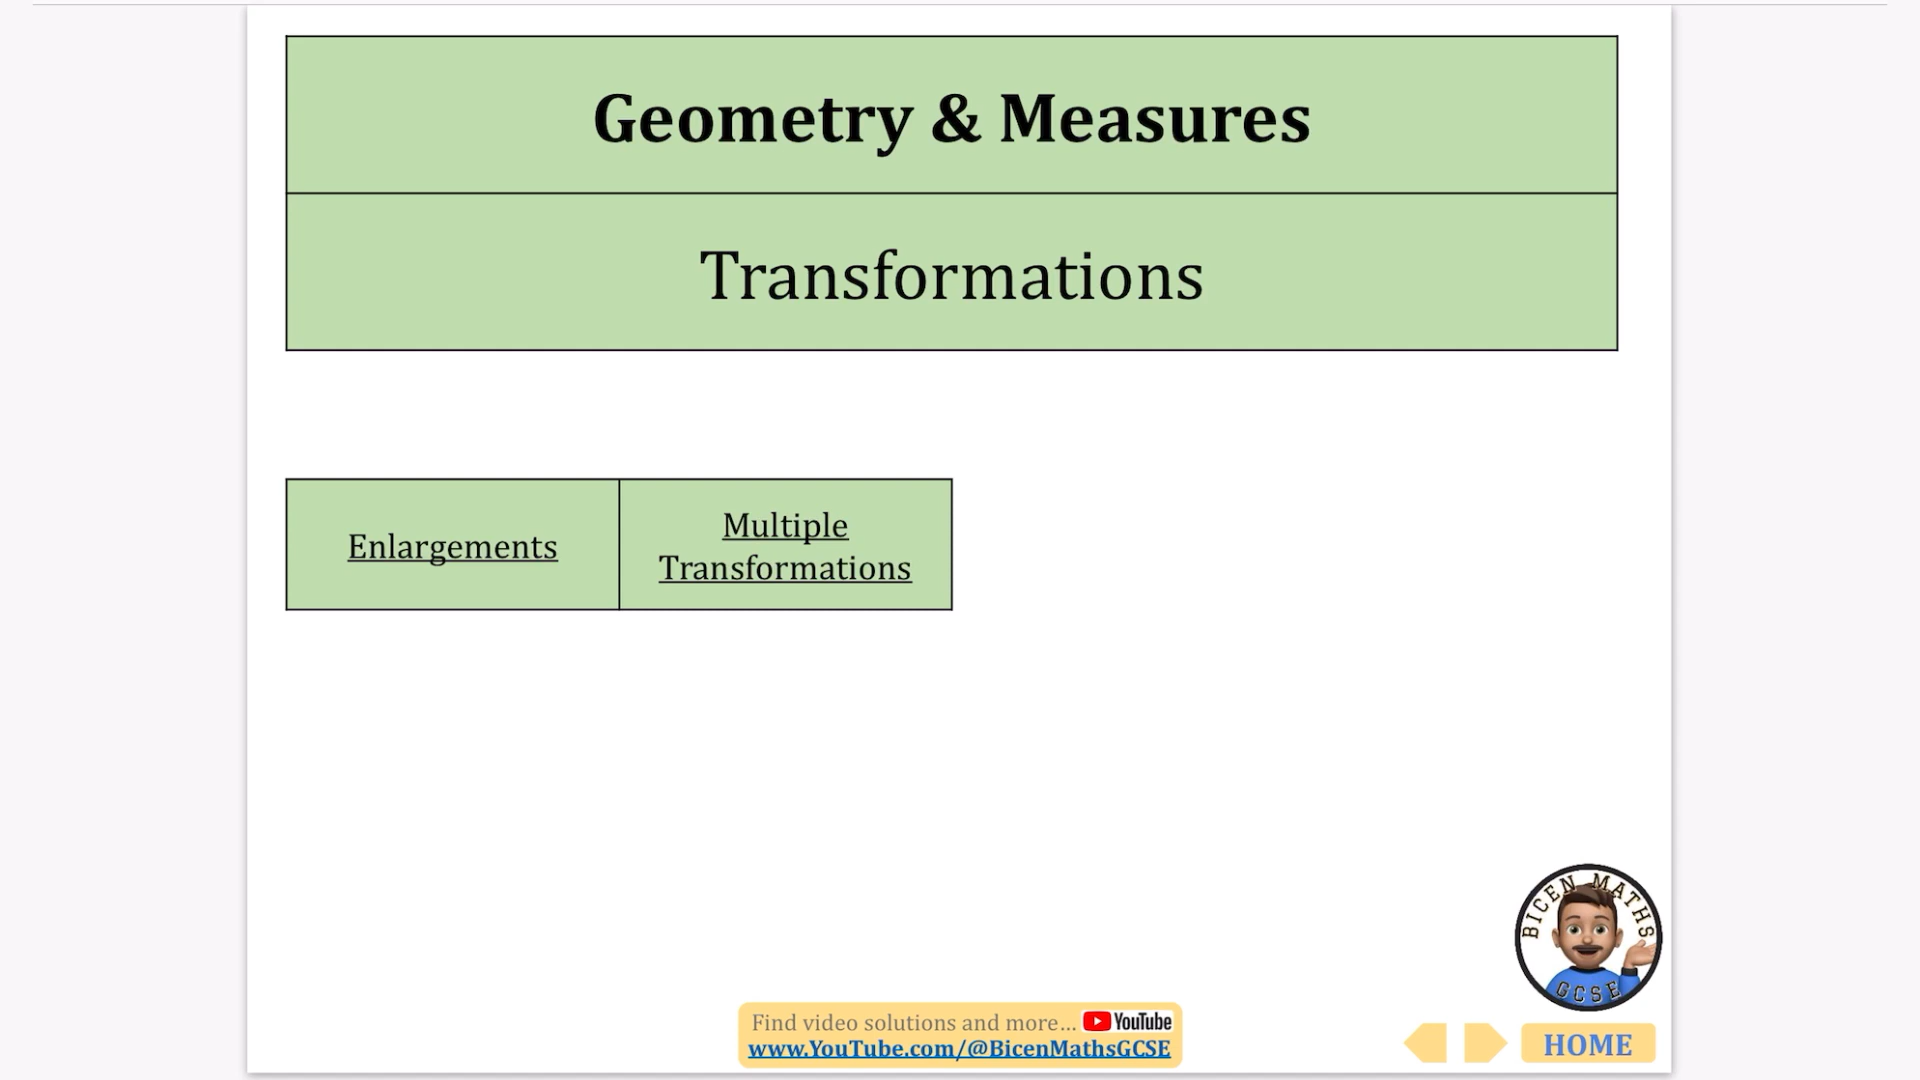 Geometry & Measures
Transformations
Enlargements
Multiple
Transformations
BICEN MATHS
GCSE
Find video solutions and more... YouTube
www.YouTube.com/@BicenMathsGCSE
HOME